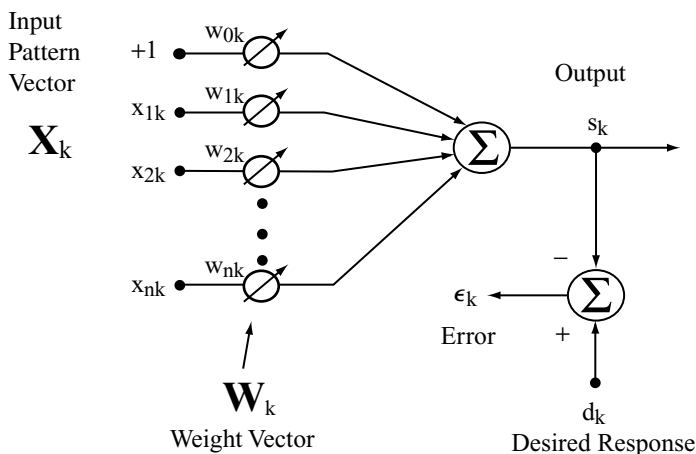 Input
Pattern
Vector
X_k
+1
w_0k
x_1k
w_1k
x_2k
w_2k
x_nk
w_nk
Σ
Output
s_k
−
Σ
+
ϵ_k
Error
d_k
Desired Response
W_k
Weight Vector